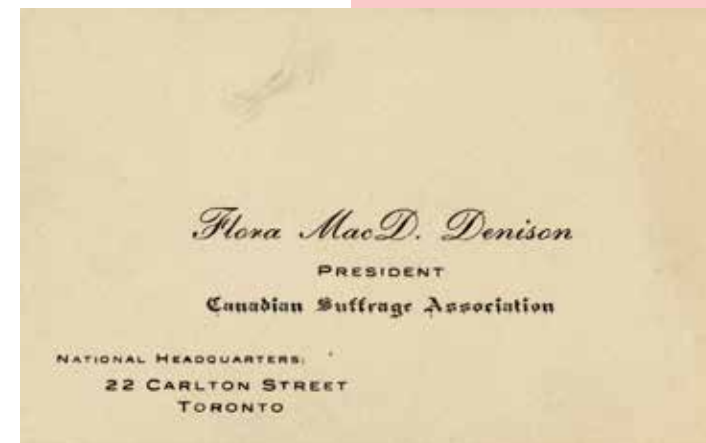 Flora MacD. Denison
PRESIDENT
Canadian Suffrage Association
NATIONAL HEADQUARTERS:
22 CARLTON STREET
TORONTO